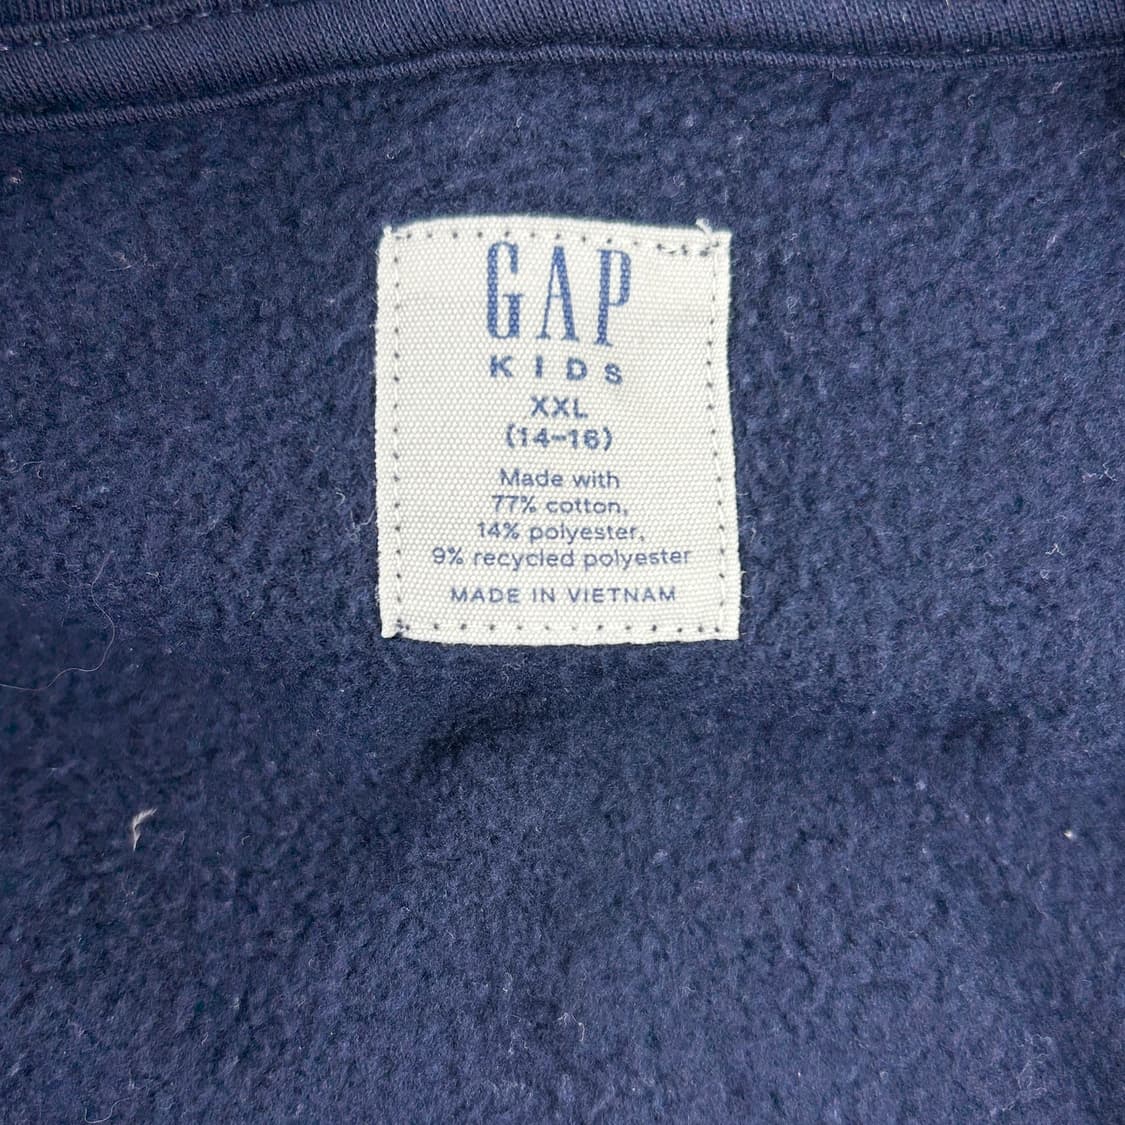 GAP
KIDS
XXL
(14-16)
Made with
77% cotton,
14% polyester,
9% recycled polyester
MADE IN VIETNAM